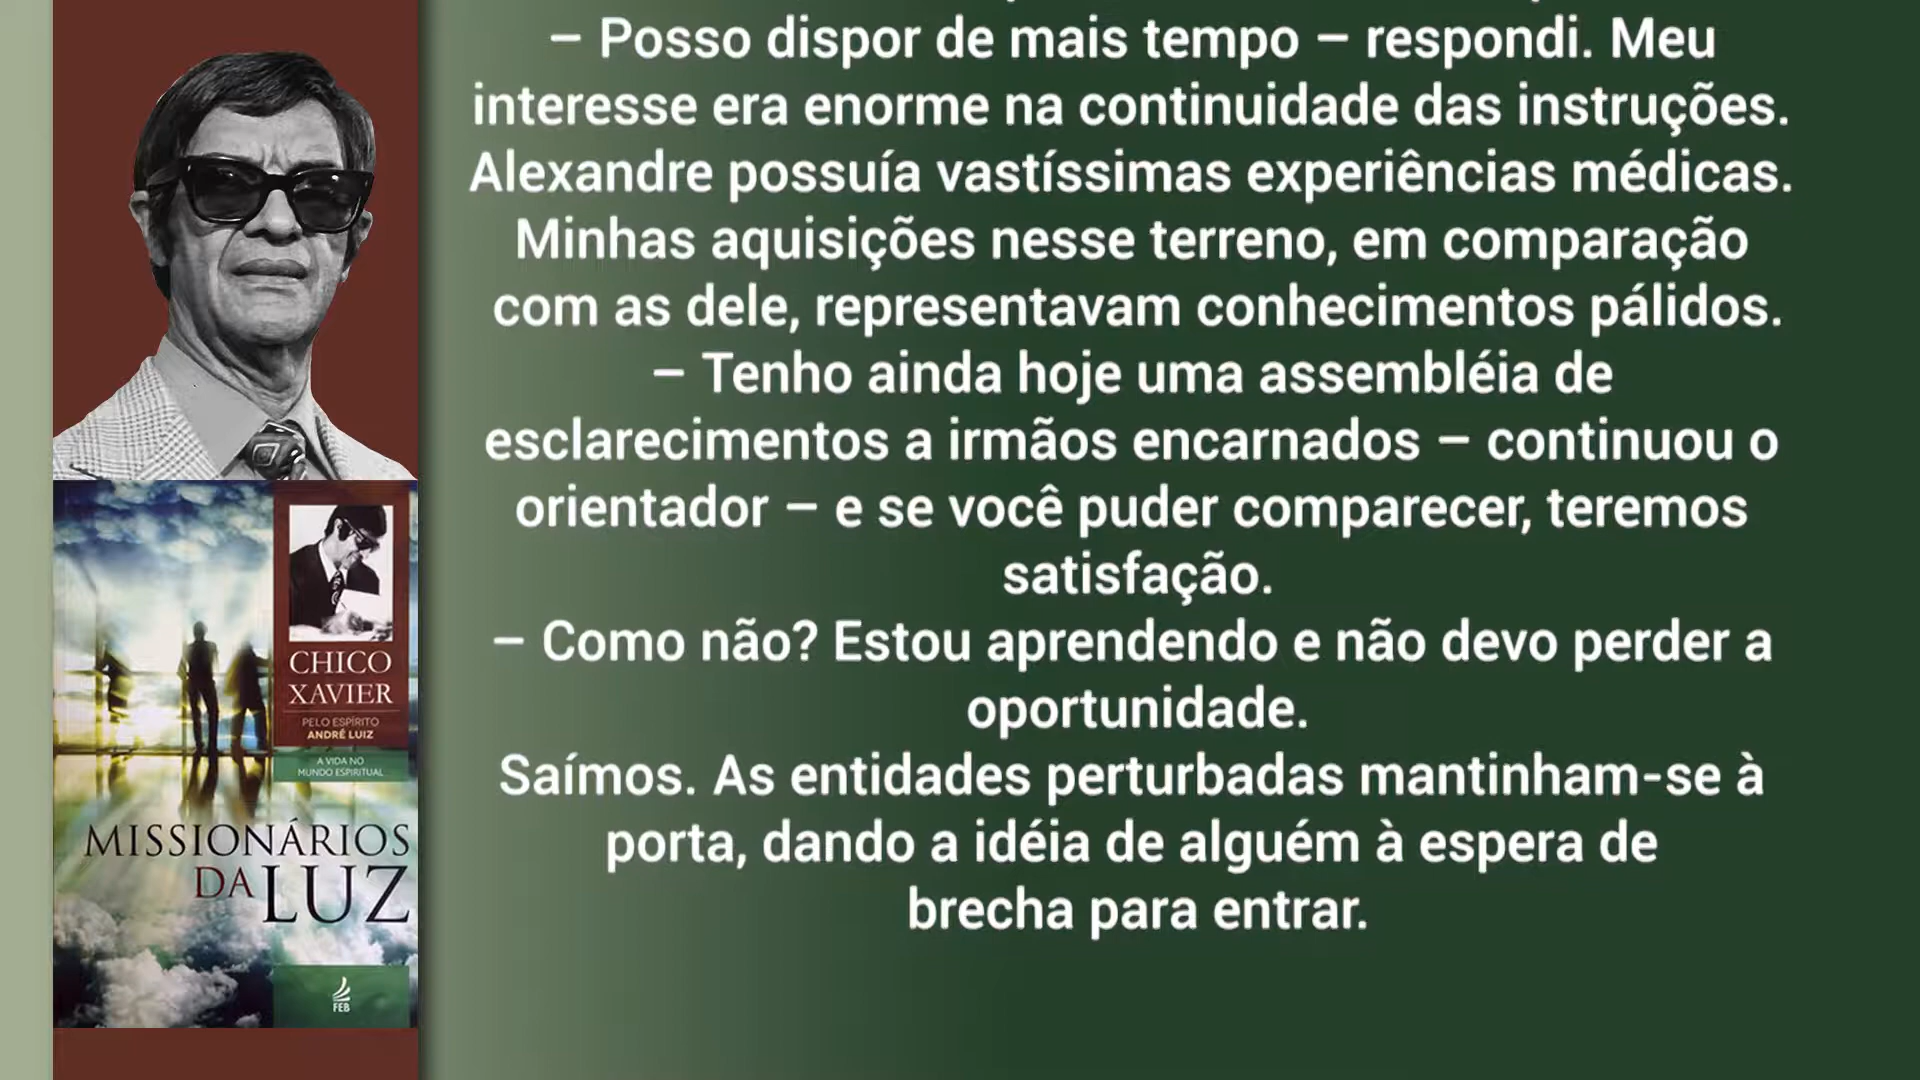 – Posso dispor de mais tempo – respondi. Meu
interesse era enorme na continuidade das instruções.
Alexandre possuía vastíssimas experiências médicas.
Minhas aquisições nesse terreno, em comparação
com as dele, representavam conhecimentos pálidos.
– Tenho ainda hoje uma assembléia de
esclarecimentos a irmãos encarnados – continuou o
orientador – e se você puder comparecer, teremos
satisfação.
– Como não? Estou aprendendo e não devo perder a
oportunidade.
Saímos. As entidades perturbadas mantinham-se à
porta, dando a idéia de alguém à espera de
brecha para entrar.
CHICO
XAVIER
PELO ESPÍRITO
ANDRÉ LUIZ
A VIDA NO
MUNDO ESPIRITUAL
MISSIONÁRIOS
DA LUZ
FEB